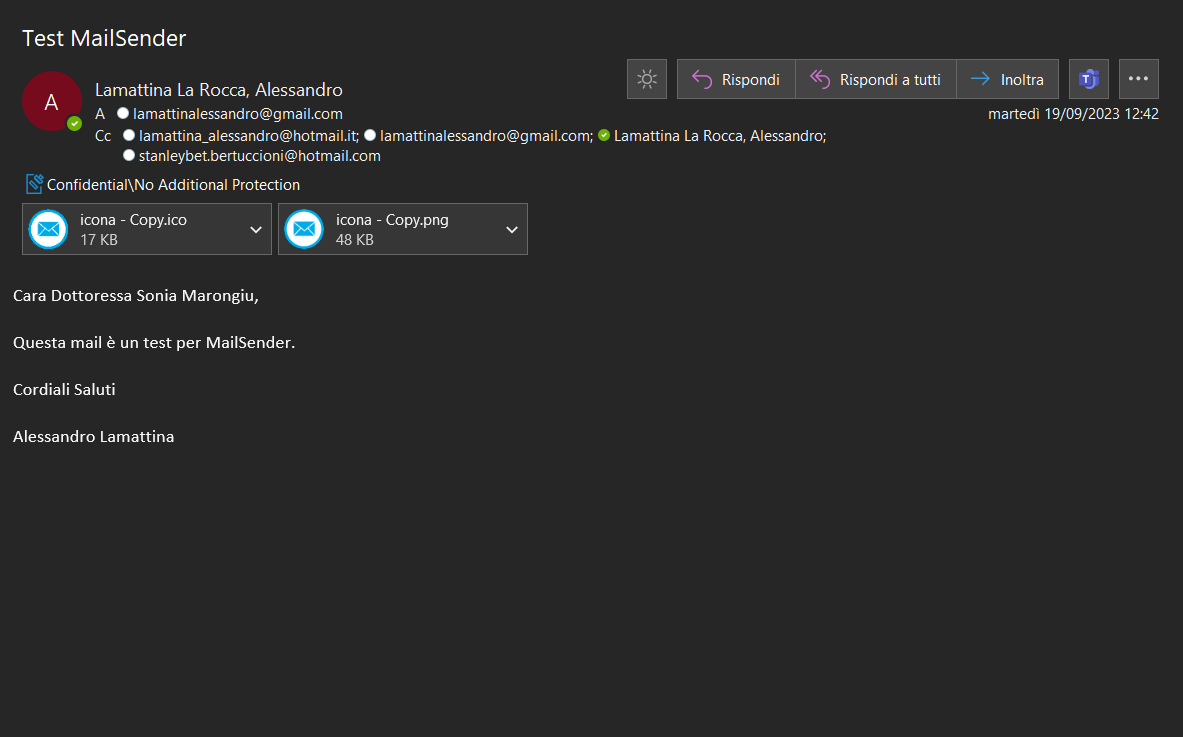 Test MailSender
A
Lamattina La Rocca, Alessandro
Rispondi
Rispondi a tutti
Inoltra
T
A lamattinalessandro@gmail.com
martedì 19/09/2023 12:42
Cc lamattina_alessandro@hotmail.it; lamattinalessandro@gmail.com; Lamattina La Rocca, Alessandro;
stanleybet.bertuccioni@hotmail.com
Confidential\No Additional Protection
icona - Copy.ico
17 KB
icona - Copy.png
48 KB
Cara Dottoressa Sonia Marongiu,
Questa mail è un test per MailSender.
Cordiali Saluti
Alessandro Lamattina